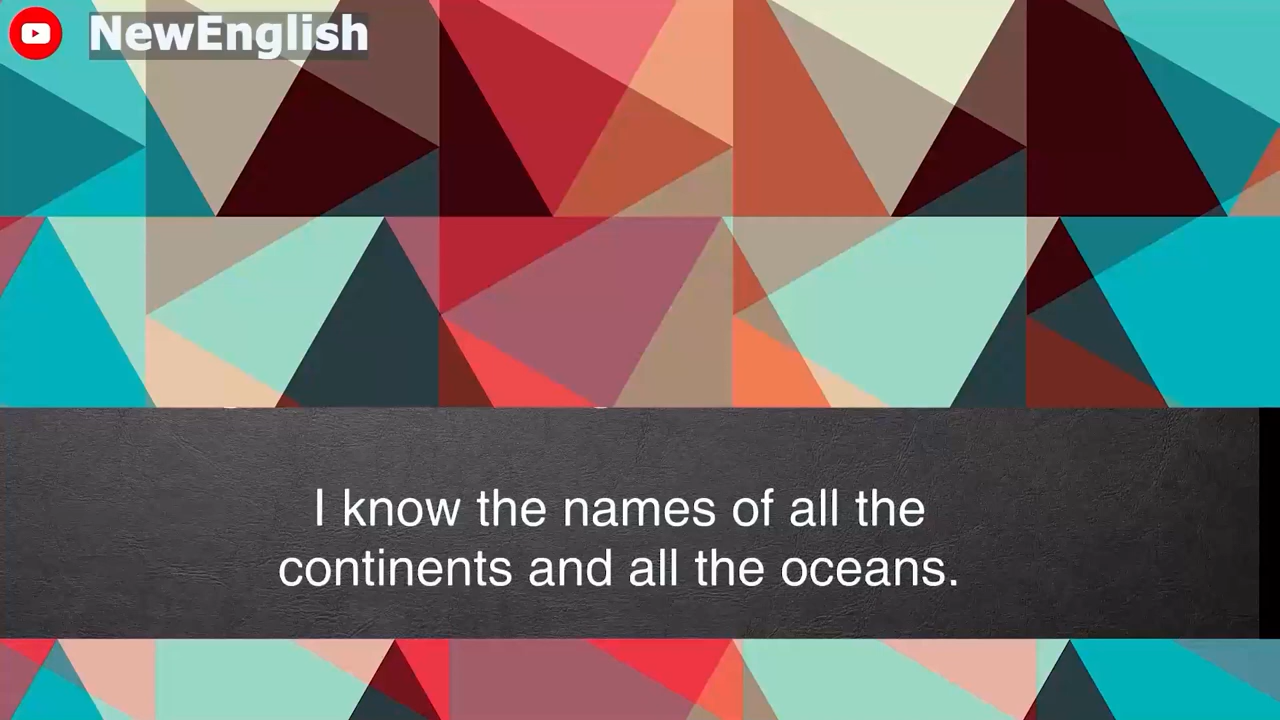 NewEnglish
I know the names of all the
continents and all the oceans.